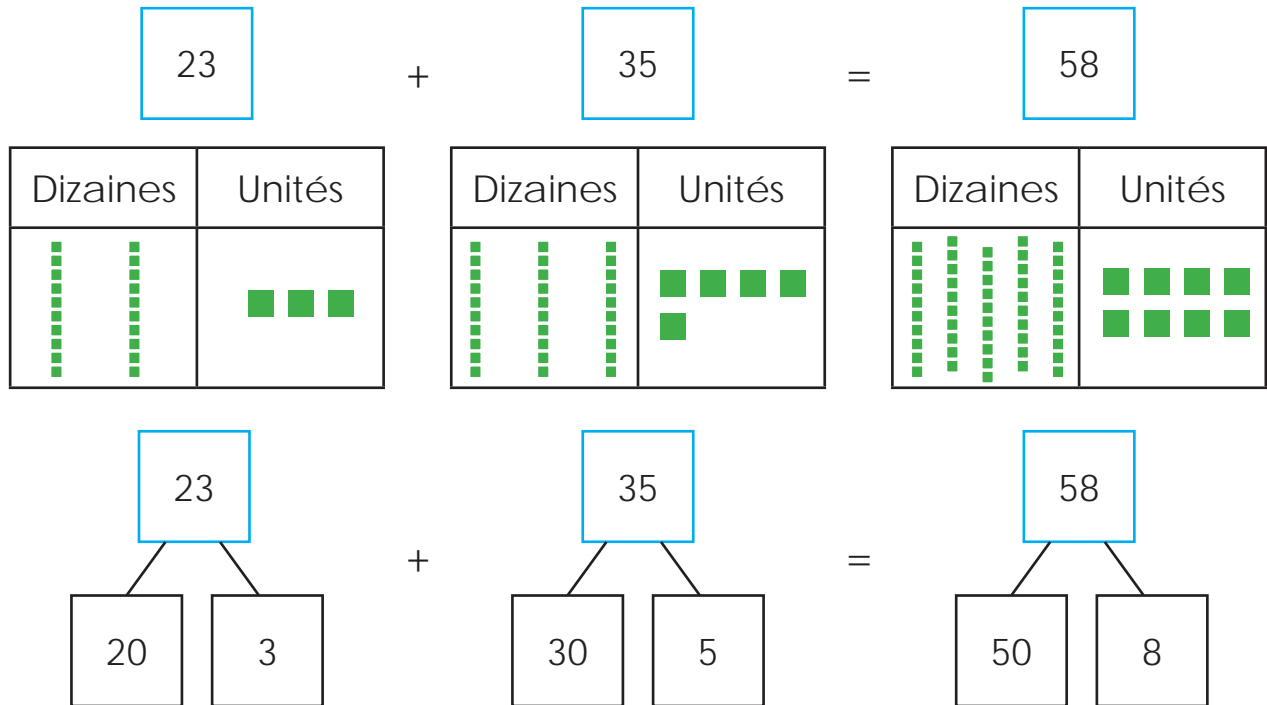 23 + 35 = 58
Dizaines Unités Dizaines Unités Dizaines Unités
23 + 35 = 58
20 3 30 5 50 8